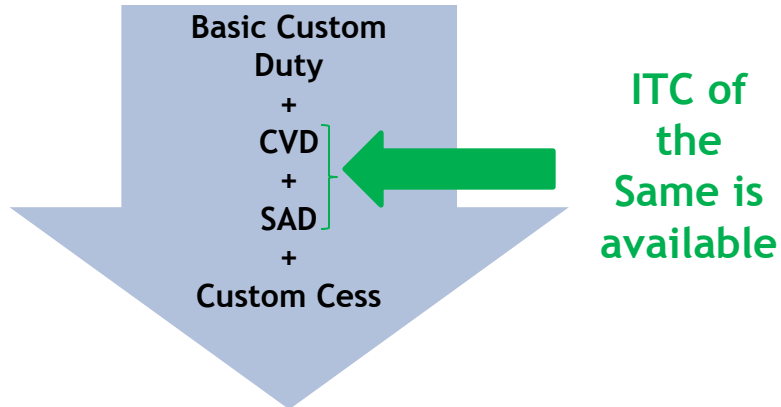 Basic Custom
Duty
+
CVD
+
SAD
+
Custom Cess
ITC of
the
Same is
available